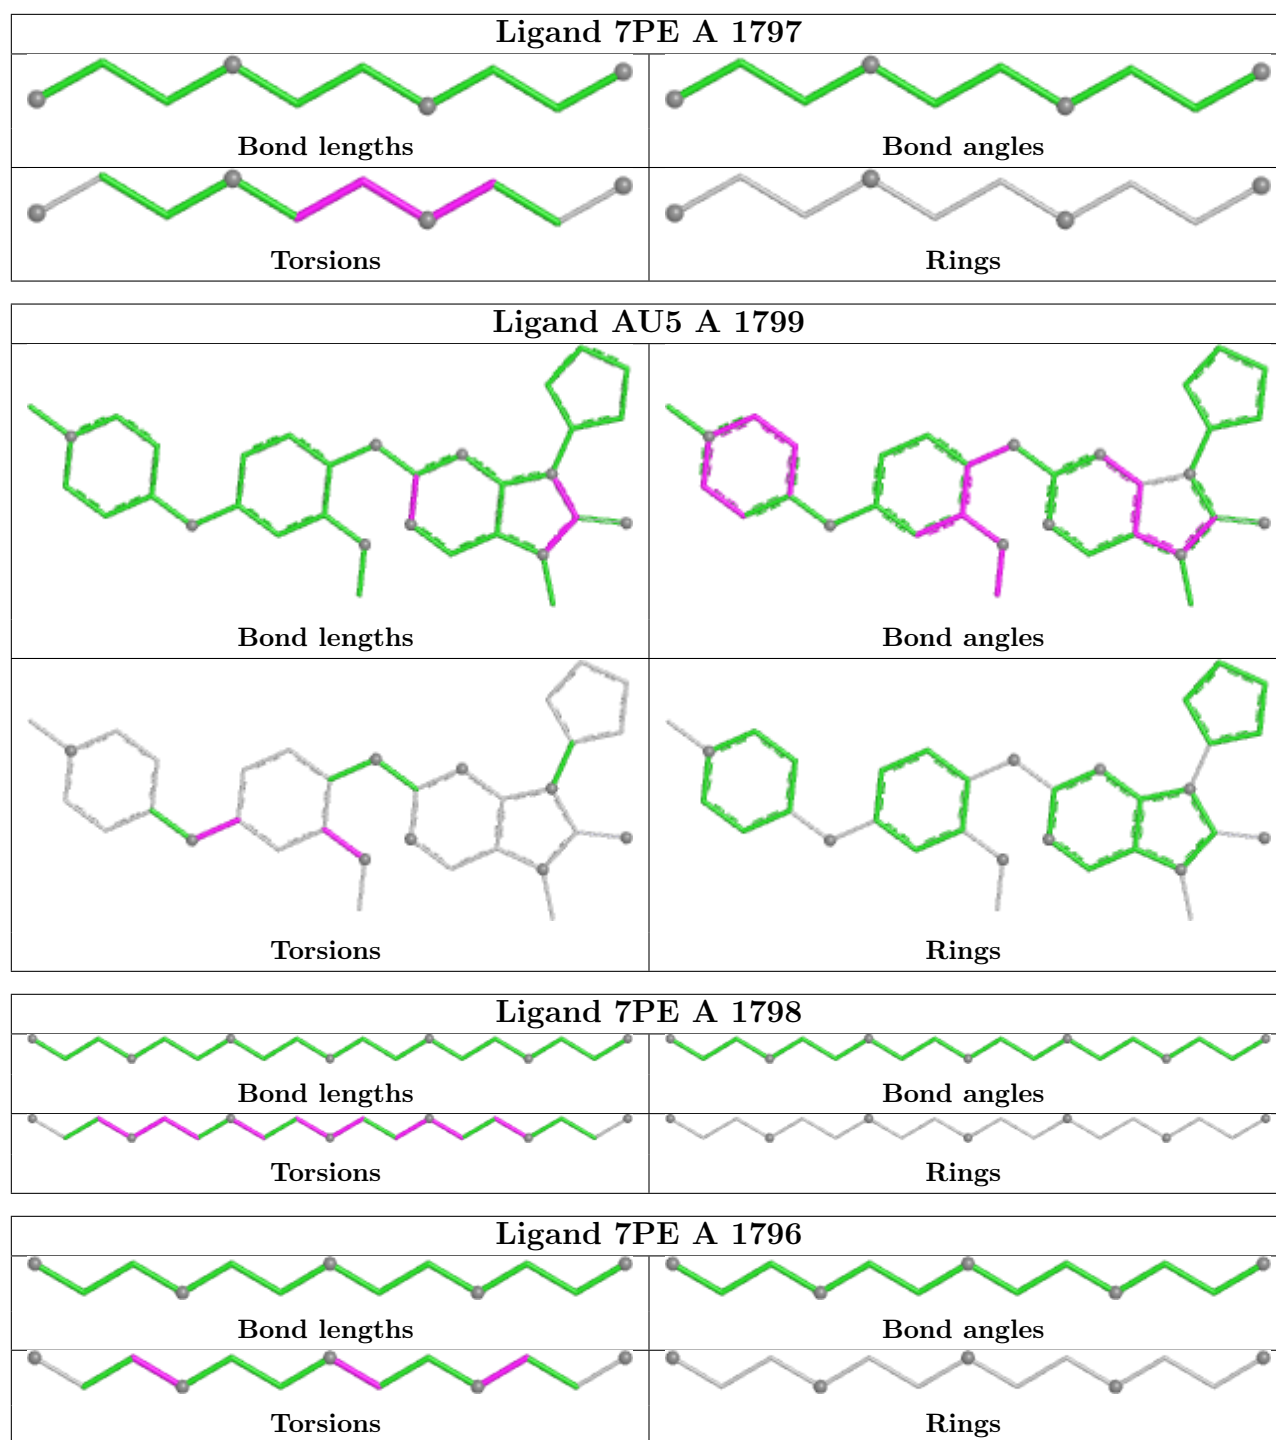 Ligand 7PE A 1797
Bond lengths
Bond angles
Torsions
Rings
Ligand AU5 A 1799
Bond lengths
Bond angles
Torsions
Rings
Ligand 7PE A 1798
Bond lengths
Bond angles
Torsions
Rings
Ligand 7PE A 1796
Bond lengths
Bond angles
Torsions
Rings